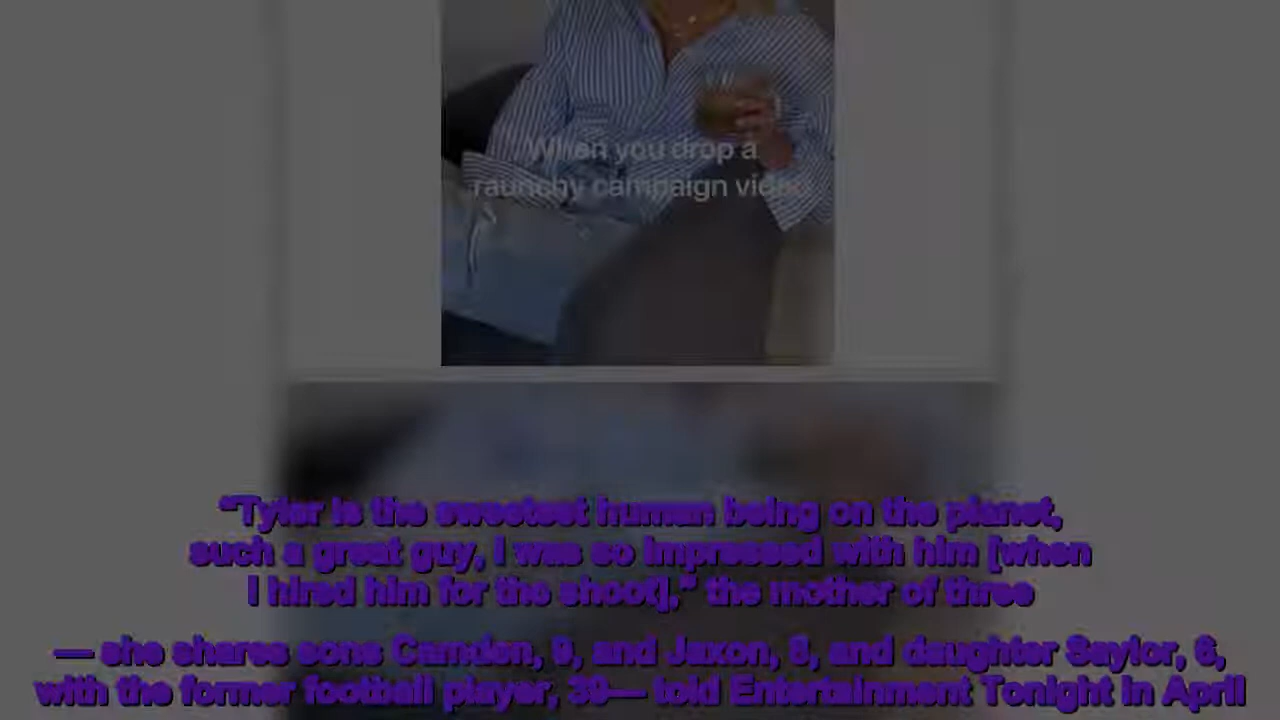 When you drop a
raunchy campaign video
“Tyler is the sweetest human being on the planet,
such a great guy, I was so impressed with him [when
I hired him for the shoot],” the mother of three
— she shares sons Camden, 9, and Jaxon, 8, and daughter Saylor, 6,
with the former football player, 39— told Entertainment Tonight in April